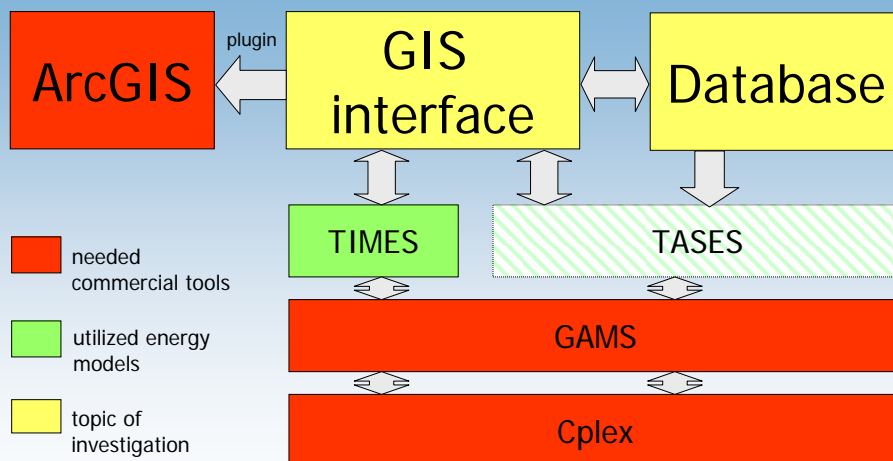 plugin
ArcGIS
GIS
interface
Database
TIMES
TASES
needed
commercial tools
GAMS
utilized energy
models
topic of
investigation
Cplex